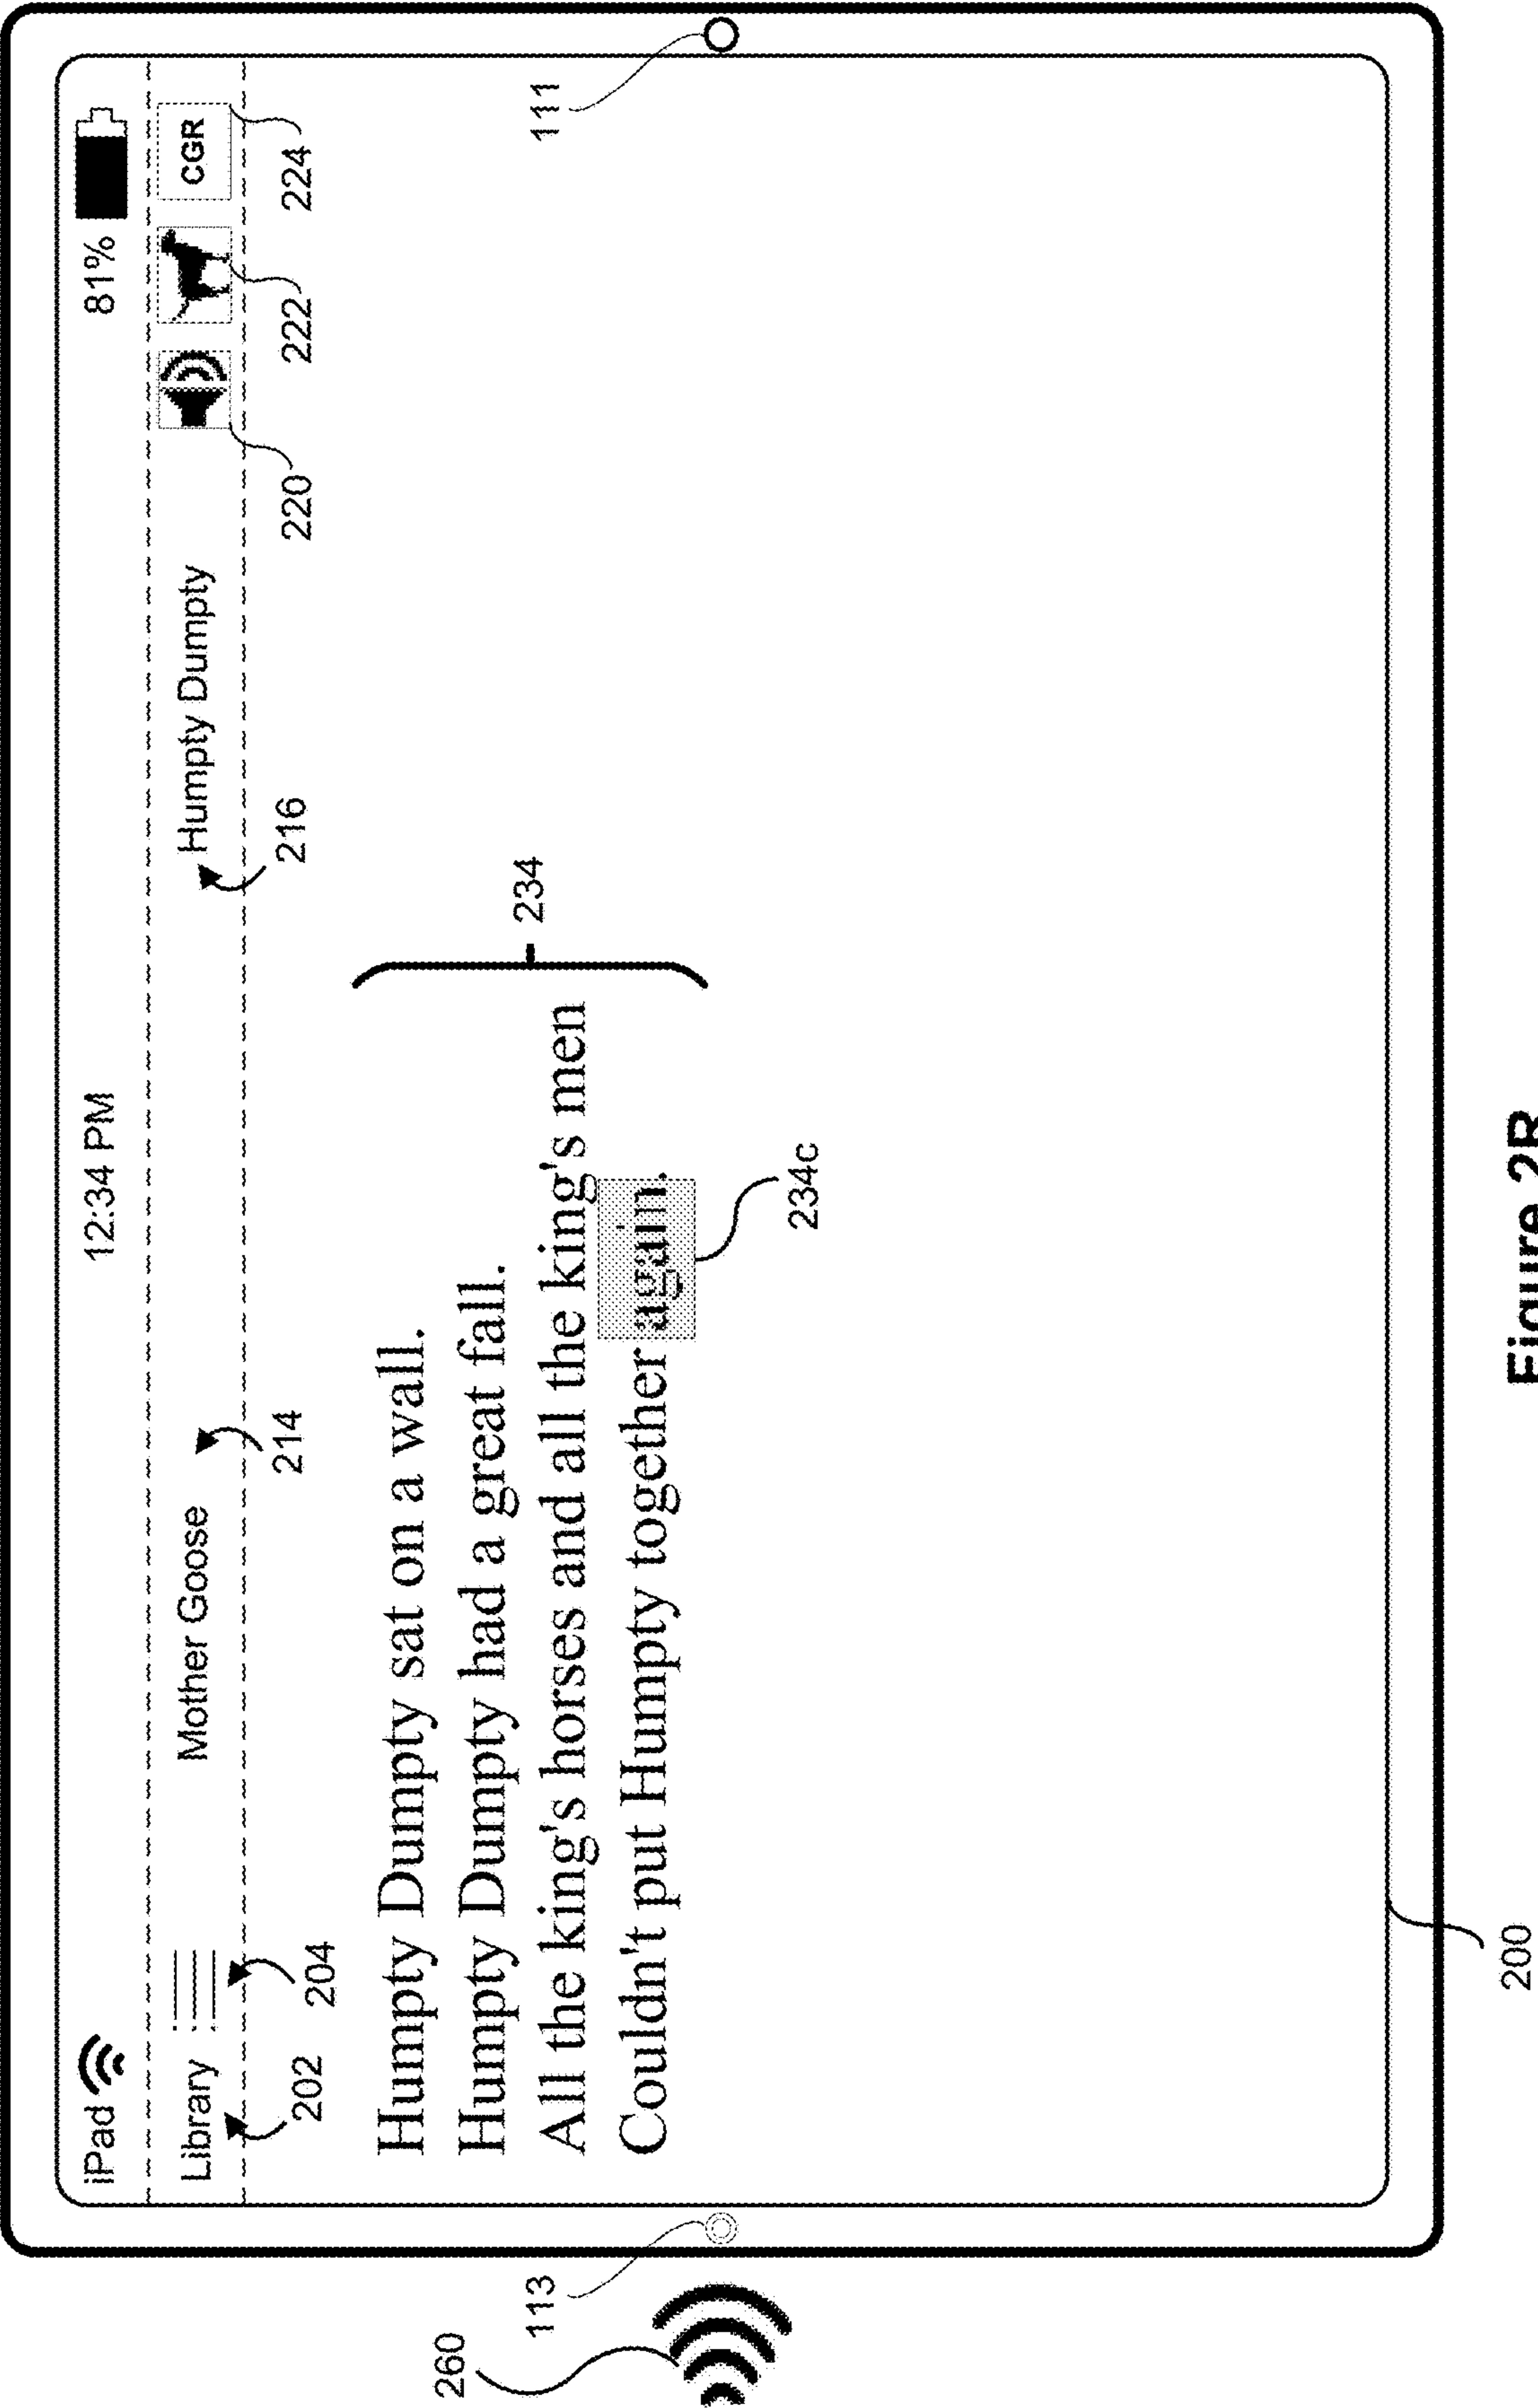 iPad 12:34 PM 81%
Library Mother Goose Humpty Dumpty CGR
202 204 214 216 220 222 224
Humpty Dumpty sat on a wall.
Humpty Dumpty had a great fall.
All the king's horses and all the king's men
Couldn't put Humpty together again.
234
234c
260
113
111
200